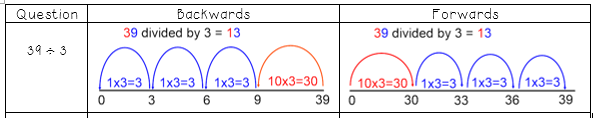 Question Backwards Forwards
39 ÷ 3
39 divided by 3 = 13
1x3=3 1x3=3 1x3=3 10x3=30
0 3 6 9 39
39 divided by 3 = 13
10x3=30 1x3=3 1x3=3 1x3=3
0 30 33 36 39